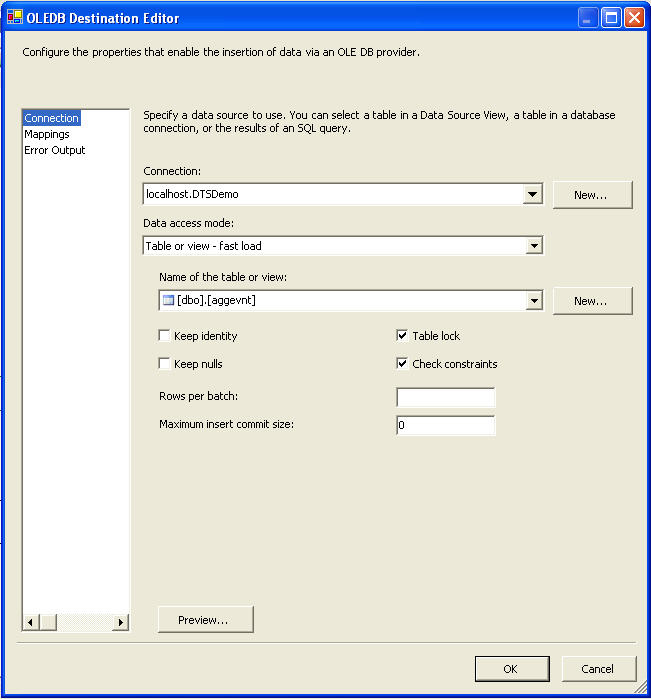 OLEDB Destination Editor
Configure the properties that enable the insertion of data via an OLE DB provider.
Connection
Mappings
Error Output
Specify a data source to use. You can select a table in a Data Source View, a table in a database
connection, or the results of an SQL query.
Connection:
localhost.DTSDemo
New...
Data access mode:
Table or view - fast load
Name of the table or view:
[dbo].[aggevnt]
New...
Keep identity
Table lock
Keep nulls
Check constraints
Rows per batch:
Maximum insert commit size:
0
Preview...
OK
Cancel